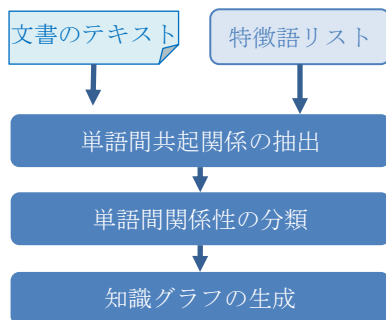 文書のテキスト
特徴語リスト
単語間共起関係の抽出
単語間関係性の分類
知識グラフの生成